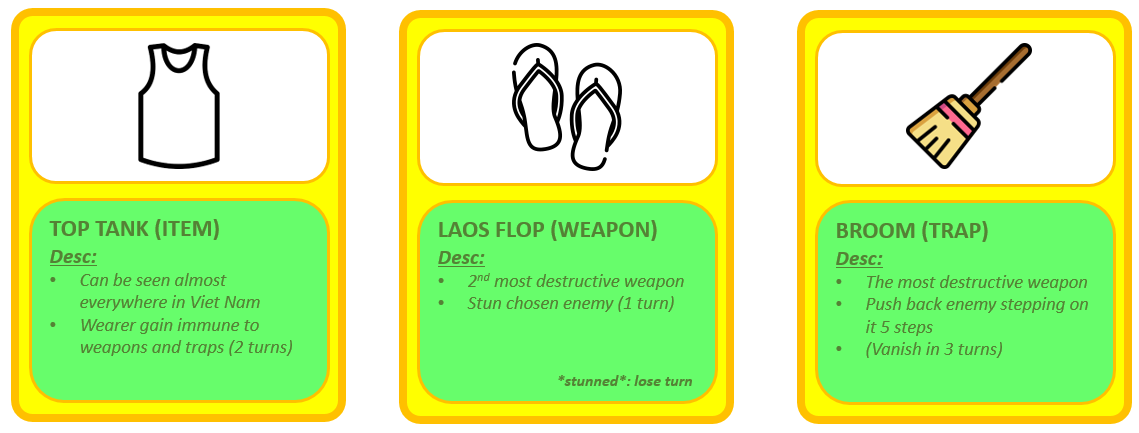 TOP TANK (ITEM)
Desc:
• Can be seen almost
everywhere in Viet Nam
• Wearer gain immune to
weapons and traps (2 turns)
LAOS FLOP (WEAPON)
Desc:
• 2nd most destructive weapon
• Stun chosen enemy (1 turn)
*stunned*: lose turn
BROOM (TRAP)
Desc:
• The most destructive weapon
• Push back enemy stepping on
it 5 steps
• (Vanish in 3 turns)